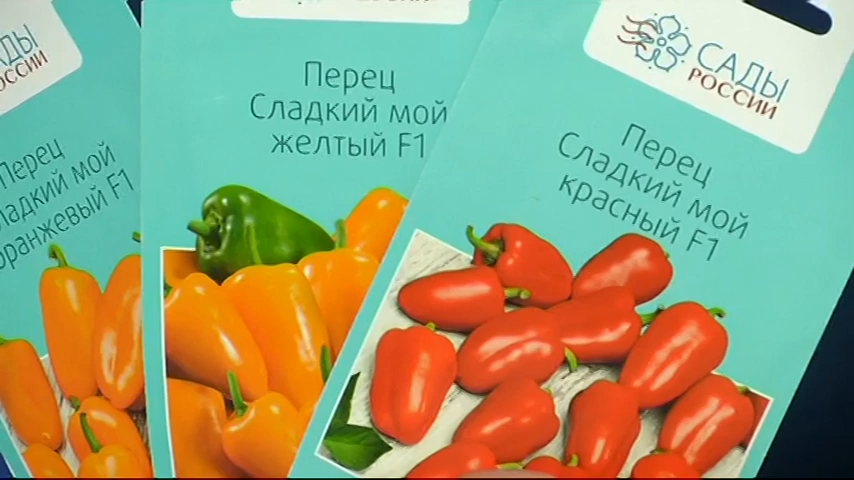 Перец
Сладкий мой
оранжевый F1
Перец
Сладкий мой
желтый F1
САДЫ
РОССИИ
Перец
Сладкий мой
красный F1